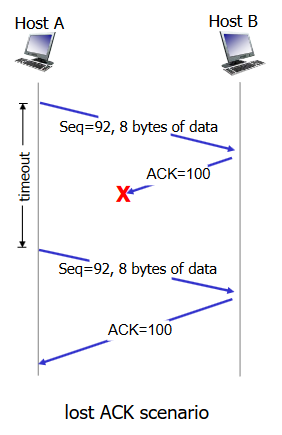 Host A
Host B
Seq=92, 8 bytes of data
ACK=100
X
timeout
Seq=92, 8 bytes of data
ACK=100
lost ACK scenario